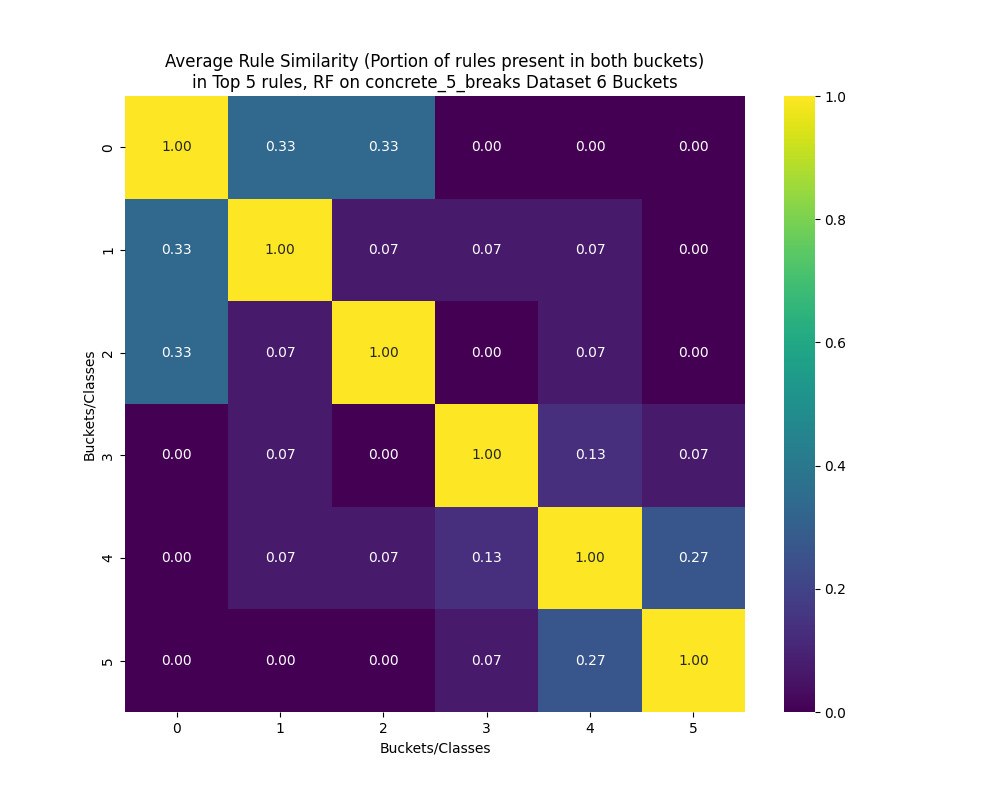 Average Rule Similarity (Portion of rules present in both buckets)
in Top 5 rules, RF on concrete_5_breaks Dataset 6 Buckets
Buckets/Classes
0 1.00 0.33 0.33 0.00 0.00 0.00
1 0.33 1.00 0.07 0.07 0.07 0.00
2 0.33 0.07 1.00 0.00 0.07 0.00
3 0.00 0.07 0.00 1.00 0.13 0.07
4 0.00 0.07 0.07 0.13 1.00 0.27
5 0.00 0.00 0.00 0.07 0.27 1.00
0 1 2 3 4 5
Buckets/Classes
1.0
0.8
0.6
0.4
0.2
0.0